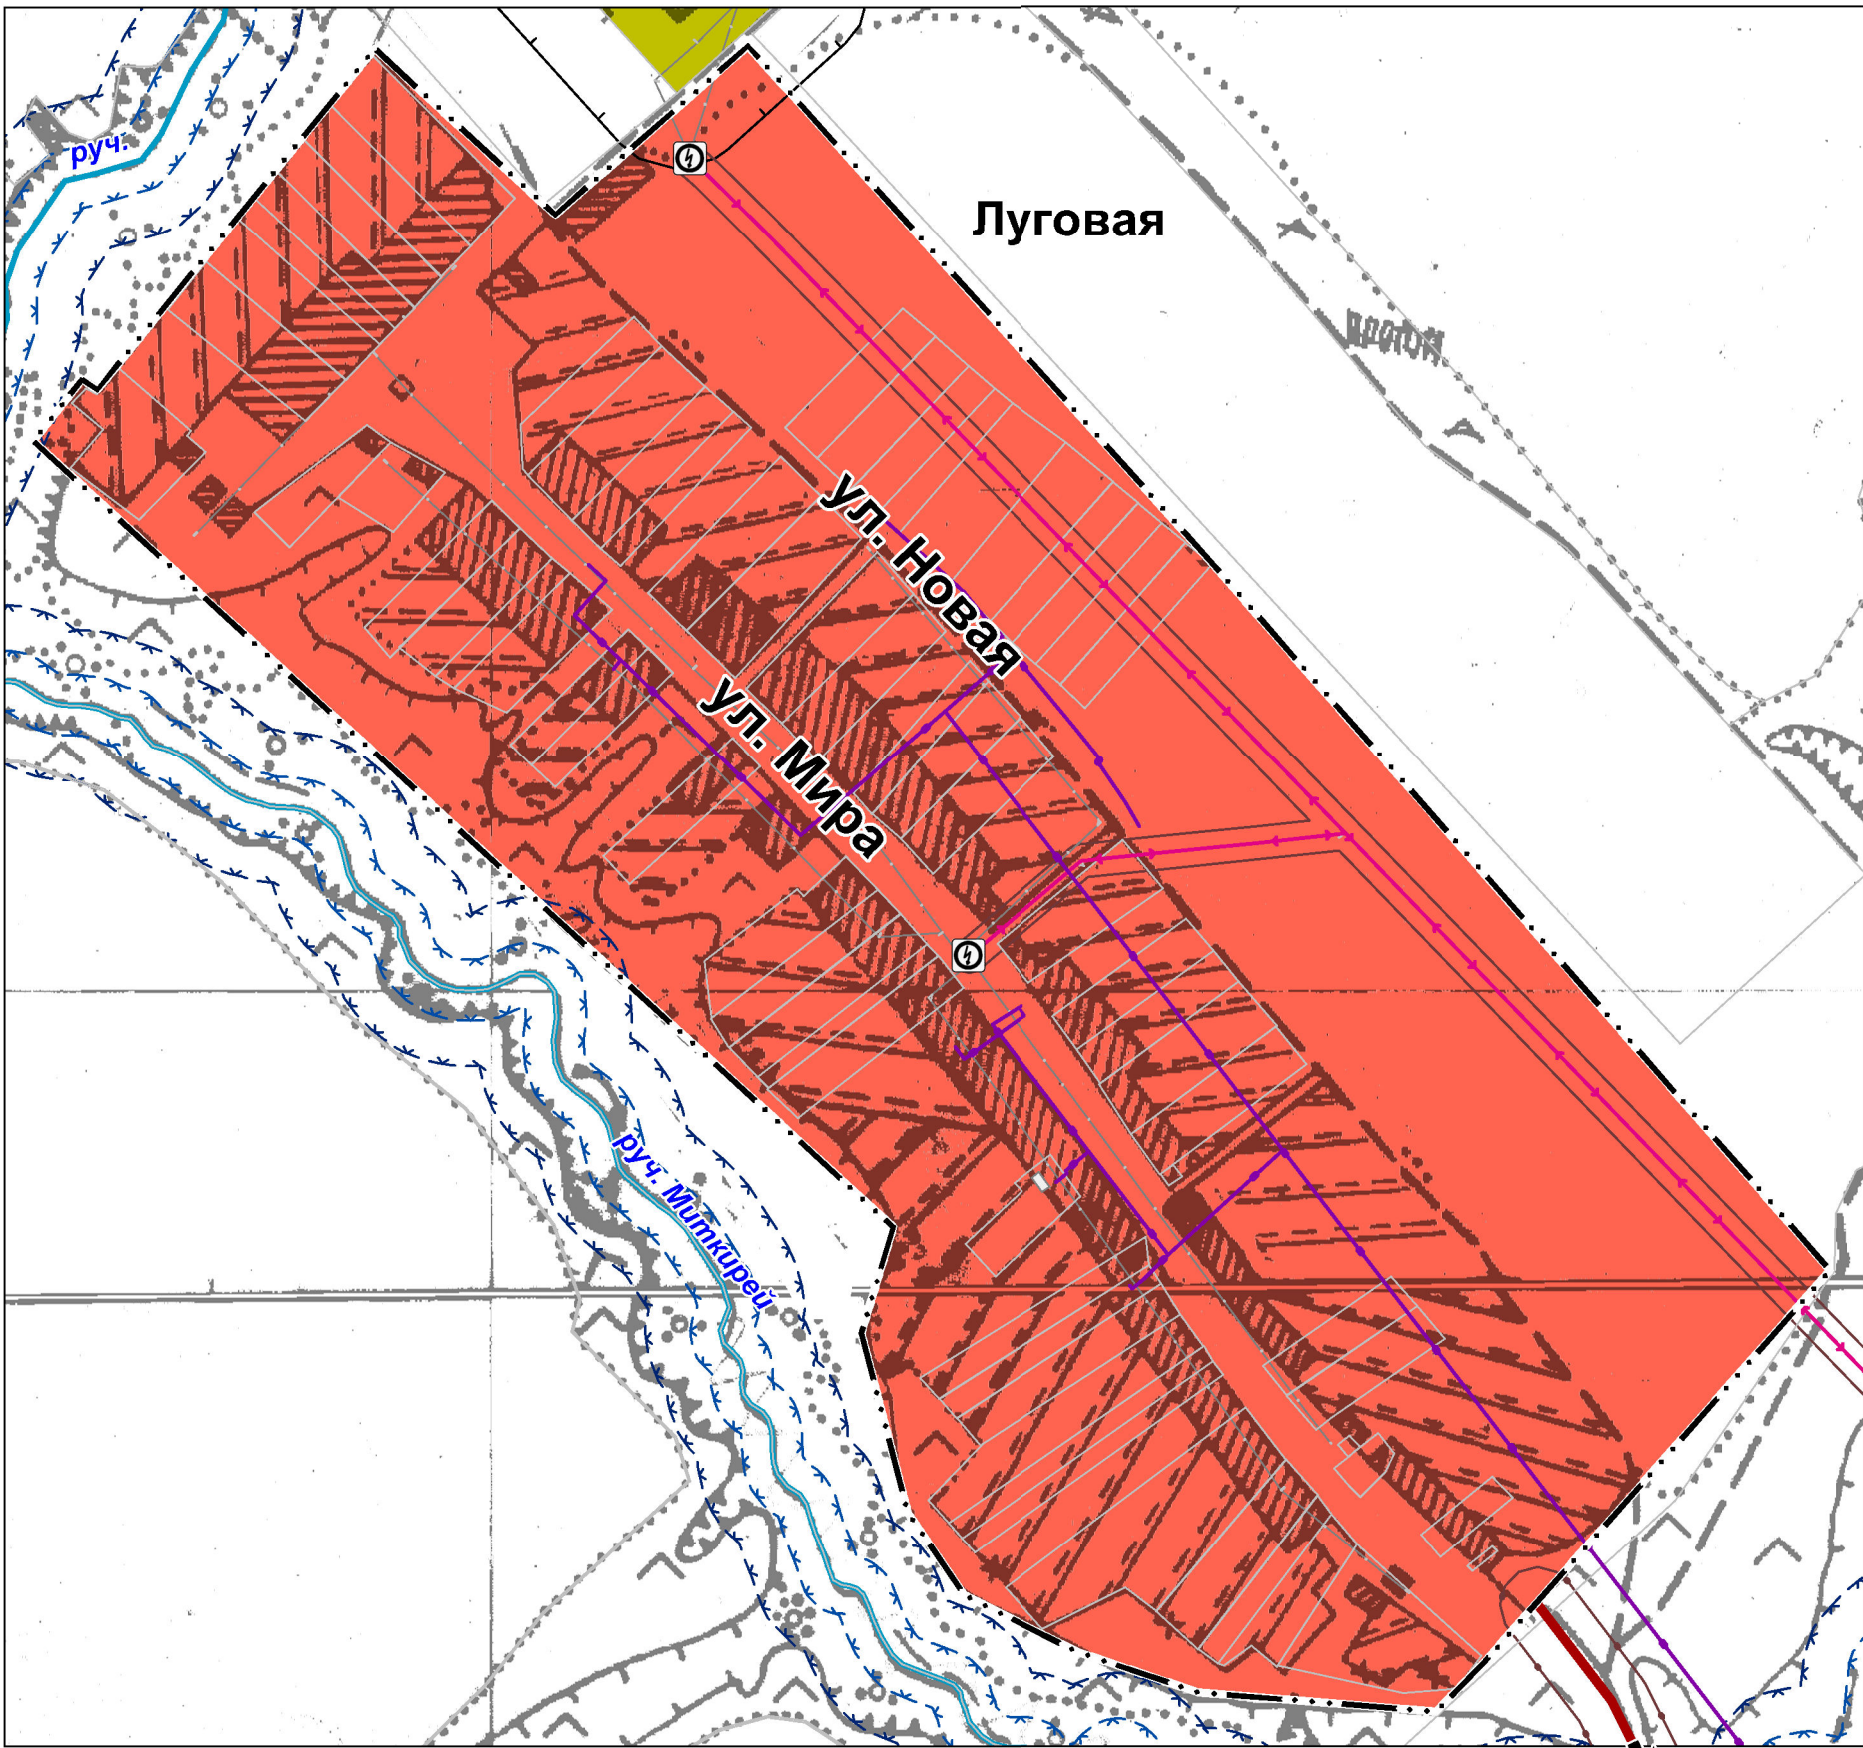 руч.
Луговая
ул. Новая
ул. Мира
руч. Миткирей